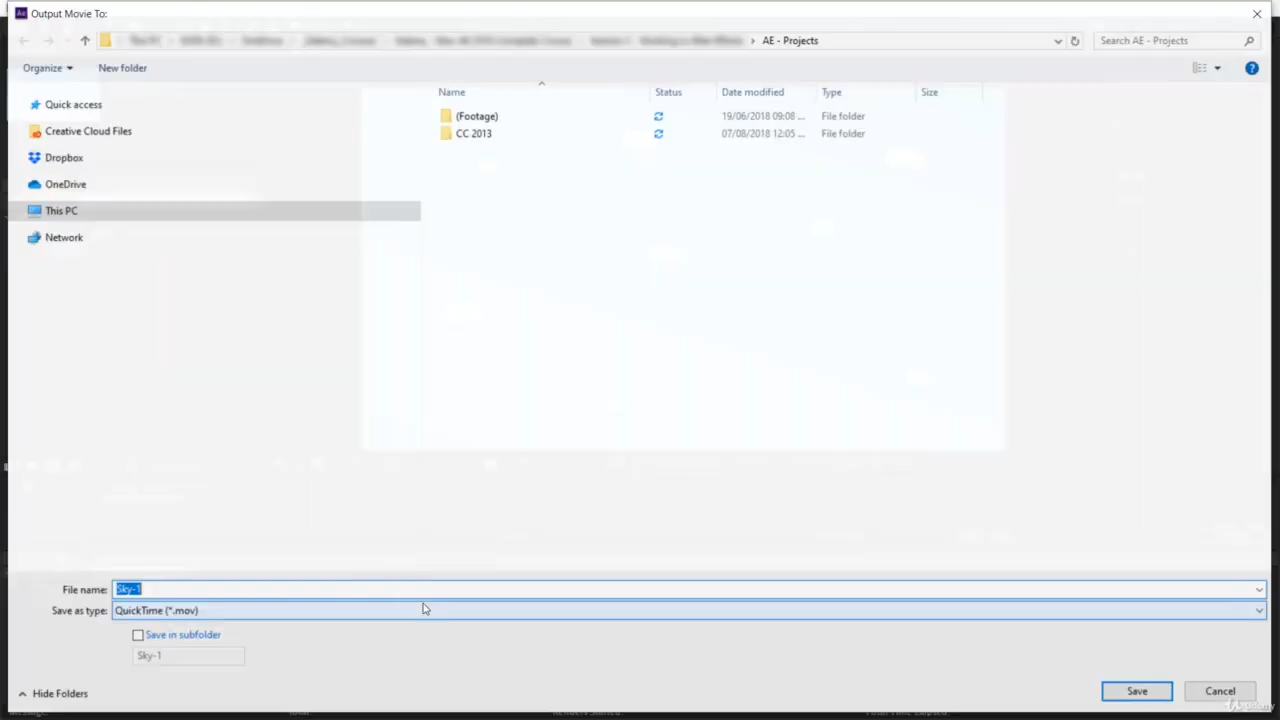 Ae Output Movie To:
AE - Projects
Search AE - Projects
Organize
New folder
Name Status Date modified Type Size
Quick access
(Footage) 19/06/2018 09:08 ... File folder
Creative Cloud Files
CC 2013 07/08/2018 12:05 ... File folder
Dropbox
OneDrive
This PC
Network
File name: Sky-1
Save as type: QuickTime (*.mov)
Save in subfolder
Sky-1
Hide Folders
Save
Cancel